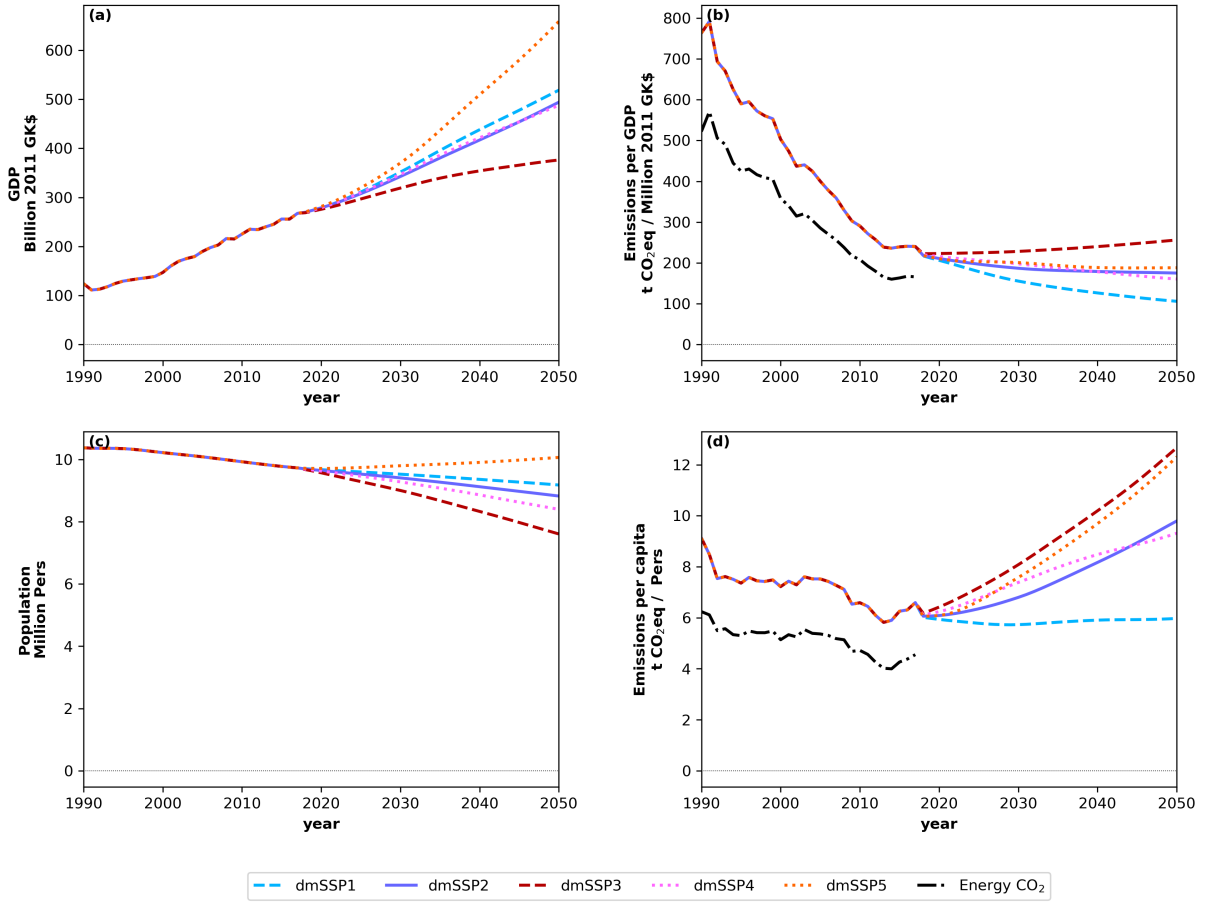 (a)
GDP
Billion 2011 GK$
600
500
400
300
200
100
0
1990 2000 2010 2020 2030 2040 2050
year
(b)
Emissions per GDP
t CO₂eq / Million 2011 GK$
800
700
600
500
400
300
200
100
0
1990 2000 2010 2020 2030 2040 2050
year
(c)
Population
Million Pers
10
8
6
4
2
0
1990 2000 2010 2020 2030 2040 2050
year
(d)
Emissions per capita
t CO₂eq / Pers
12
10
8
6
4
2
0
1990 2000 2010 2020 2030 2040 2050
year
dmSSP1 dmSSP2 dmSSP3 dmSSP4 dmSSP5 Energy CO₂